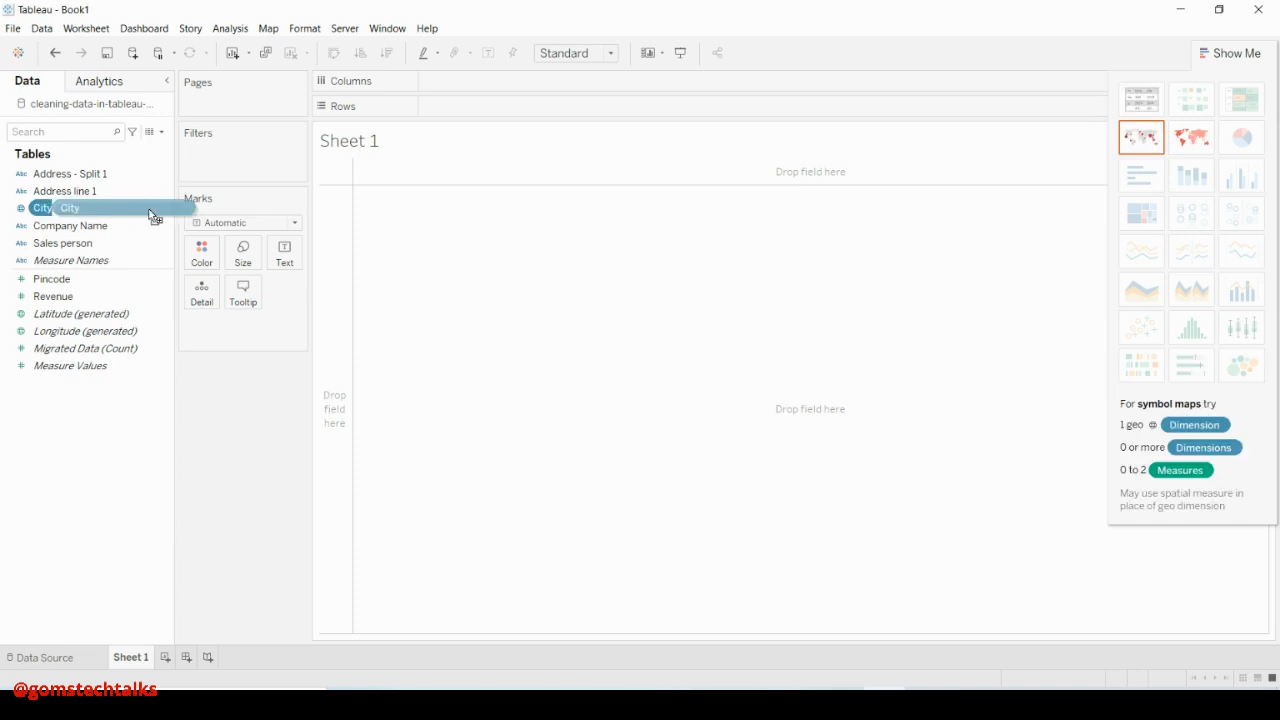 Tableau - Book1
File Data Worksheet Dashboard Story Analysis Map Format Server Window Help
Standard
Show Me
Data Analytics
cleaning-data-in-tableau-...
Search
Tables
Abc Address - Split 1
Abc Address line 1
City City
Abc Company Name
Abc Sales person
Abc Measure Names
Pincode
Revenue
Latitude (generated)
Longitude (generated)
Migrated Data (Count)
Measure Values
Pages
Filters
Marks
Automatic
Color Size Text
Detail Tooltip
Columns
Rows
Sheet 1
Drop field here
Drop
field
here
Drop field here
For symbol maps try
1 geo Dimension
0 or more Dimensions
0 to 2 Measures
May use spatial measure in
place of geo dimension
Data Source Sheet 1
@gomstechtalks